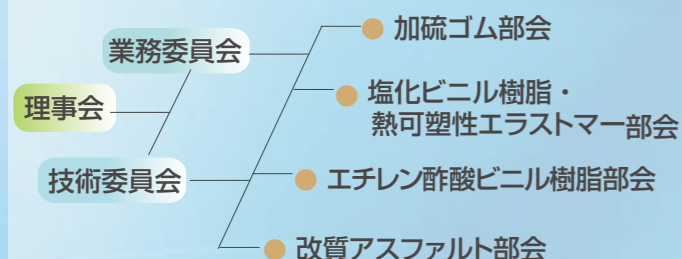 理事会
業務委員会
技術委員会
加硫ゴム部会
塩化ビニル樹脂・
熱可塑性エラストマー部会
エチレン酢酸ビニル樹脂部会
改質アスファルト部会